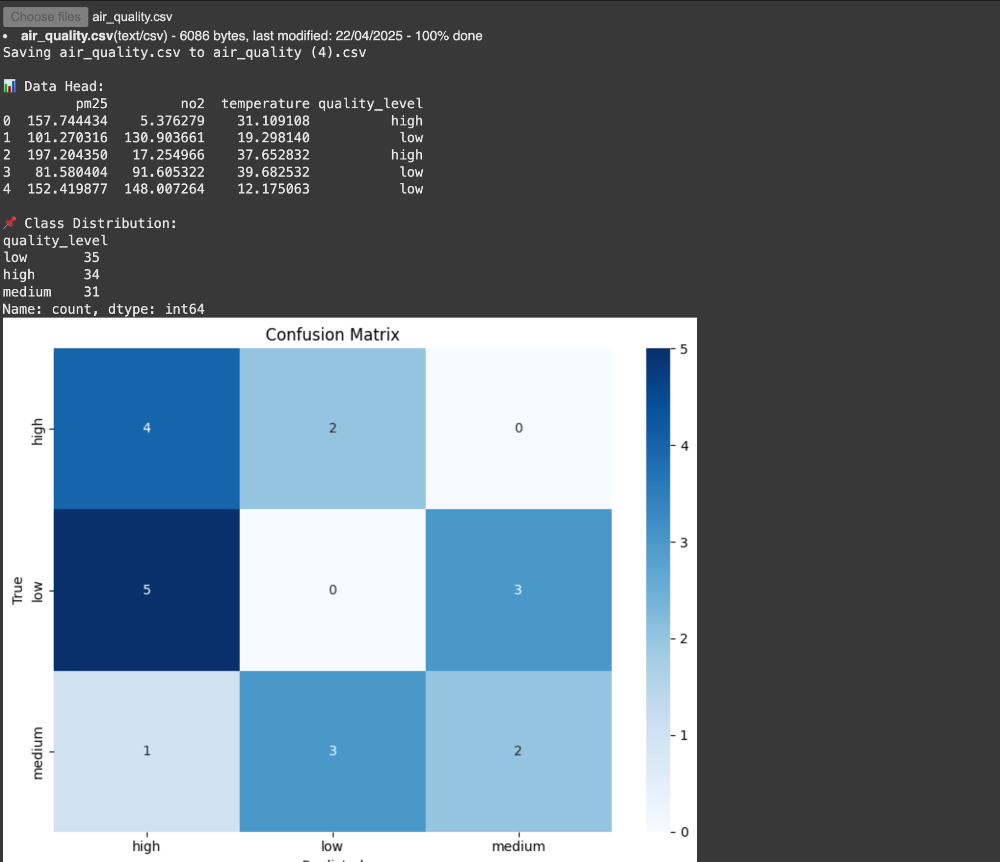 Choose files air_quality.csv
• air_quality.csv(text/csv) - 6086 bytes, last modified: 22/04/2025 - 100% done
Saving air_quality.csv to air_quality (4).csv
📊 Data Head:
pm25 no2 temperature quality_level
0 157.744434 5.376279 31.109108 high
1 101.270316 130.903661 19.298140 low
2 197.204350 17.254966 37.652832 high
3 81.580404 91.605322 39.682532 low
4 152.419877 148.007264 12.175063 low
📌 Class Distribution:
quality_level
low 35
high 34
medium 31
Name: count, dtype: int64
Confusion Matrix
high 4 2 0
True
low 5 0 3
medium 1 3 2
high low medium
5
4
3
2
1
0